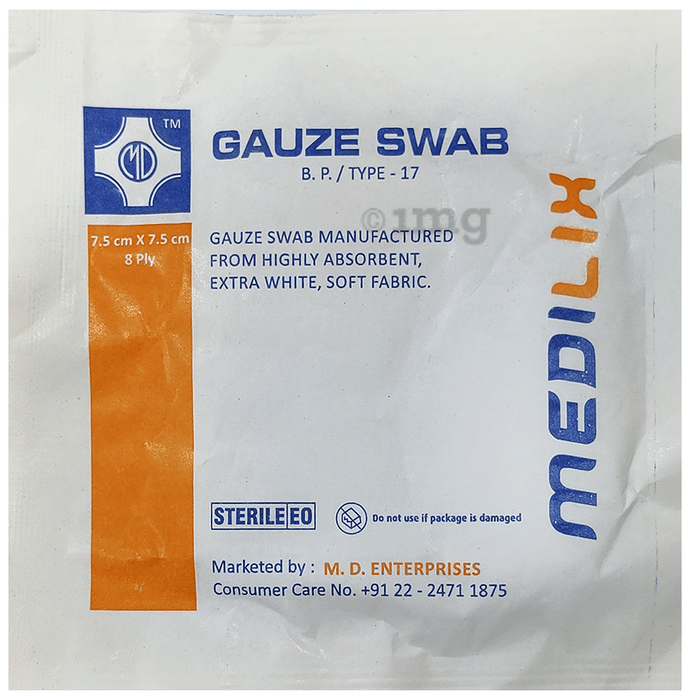 TM
MD
GAUZE SWAB
B. P. / TYPE - 17
©1mg
7.5 cm X 7.5 cm
8 Ply
GAUZE SWAB MANUFACTURED
FROM HIGHLY ABSORBENT,
EXTRA WHITE, SOFT FABRIC.
MEDILIX
STERILE EO
Do not use if package is damaged
Marketed by : M. D. ENTERPRISES
Consumer Care No. +91 22 - 2471 1875